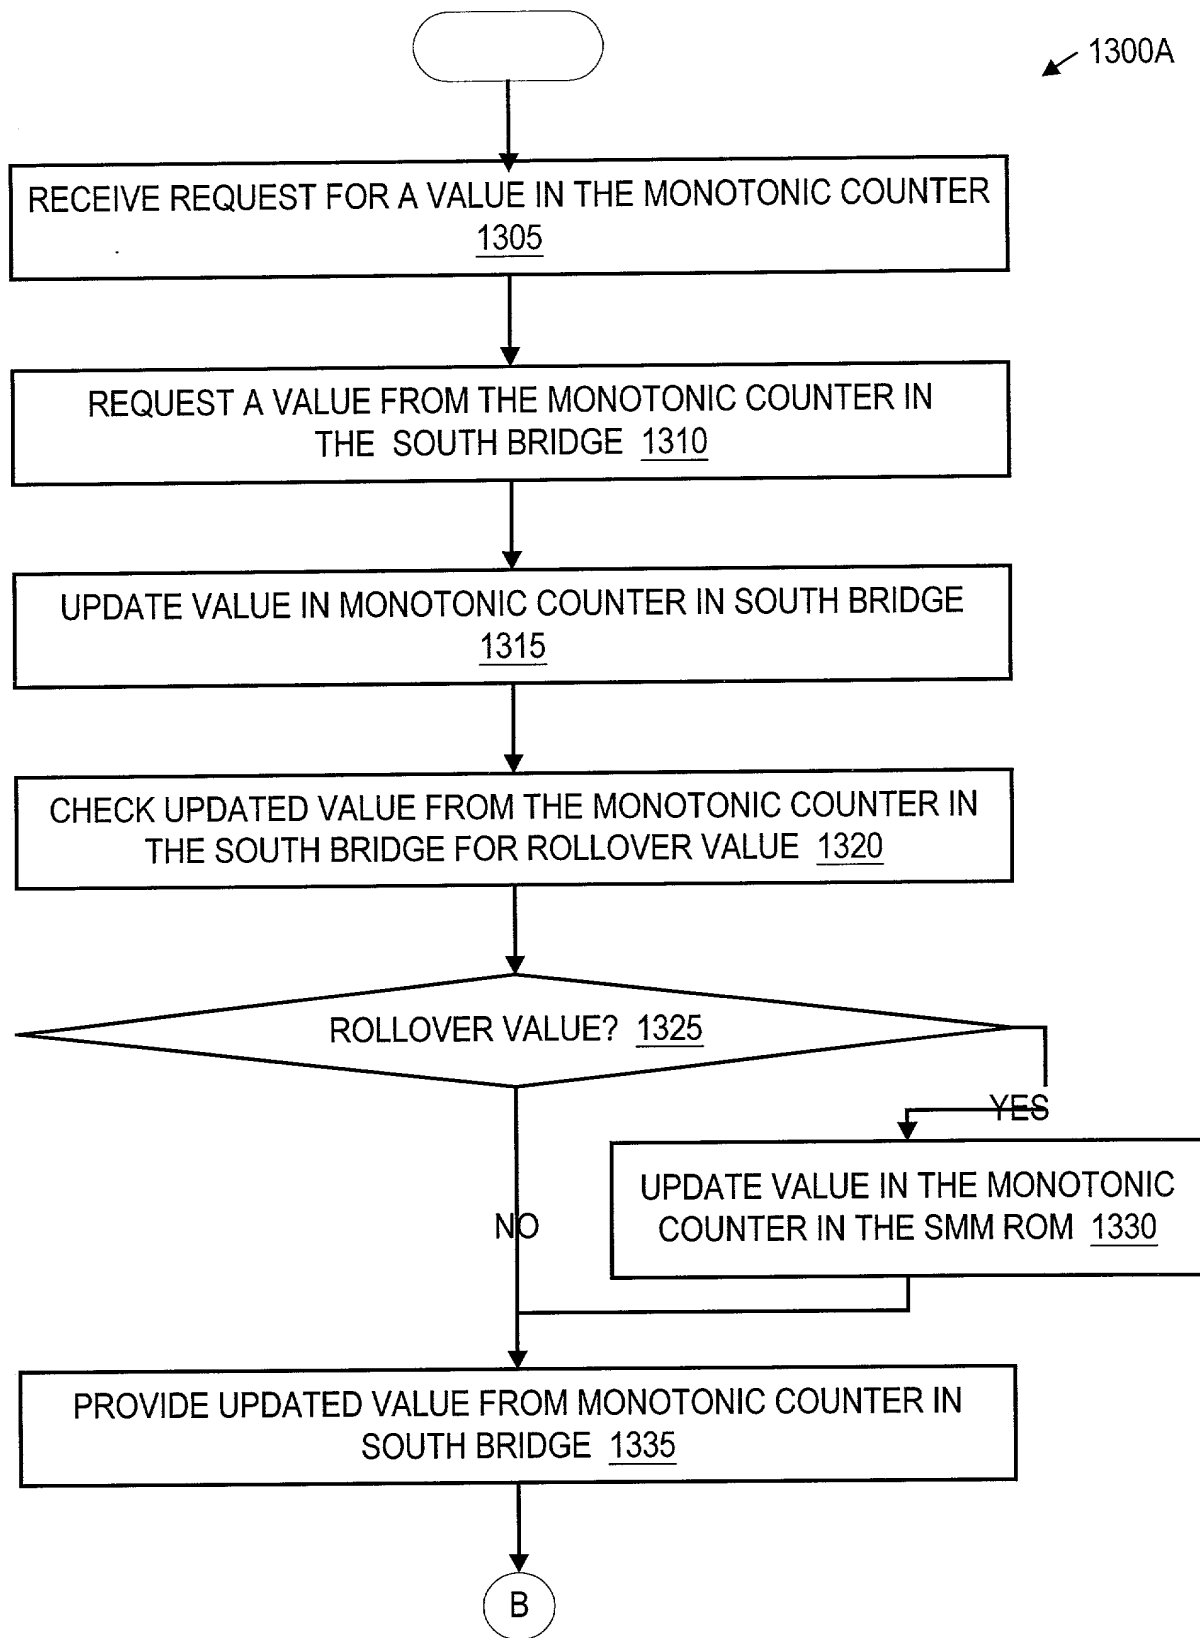 1300A
RECEIVE REQUEST FOR A VALUE IN THE MONOTONIC COUNTER
1305
REQUEST A VALUE FROM THE MONOTONIC COUNTER IN
THE SOUTH BRIDGE 1310
UPDATE VALUE IN MONOTONIC COUNTER IN SOUTH BRIDGE
1315
CHECK UPDATED VALUE FROM THE MONOTONIC COUNTER IN
THE SOUTH BRIDGE FOR ROLLOVER VALUE 1320
ROLLOVER VALUE? 1325
YES
UPDATE VALUE IN THE MONOTONIC
COUNTER IN THE SMM ROM 1330
NO
PROVIDE UPDATED VALUE FROM MONOTONIC COUNTER IN
SOUTH BRIDGE 1335
B